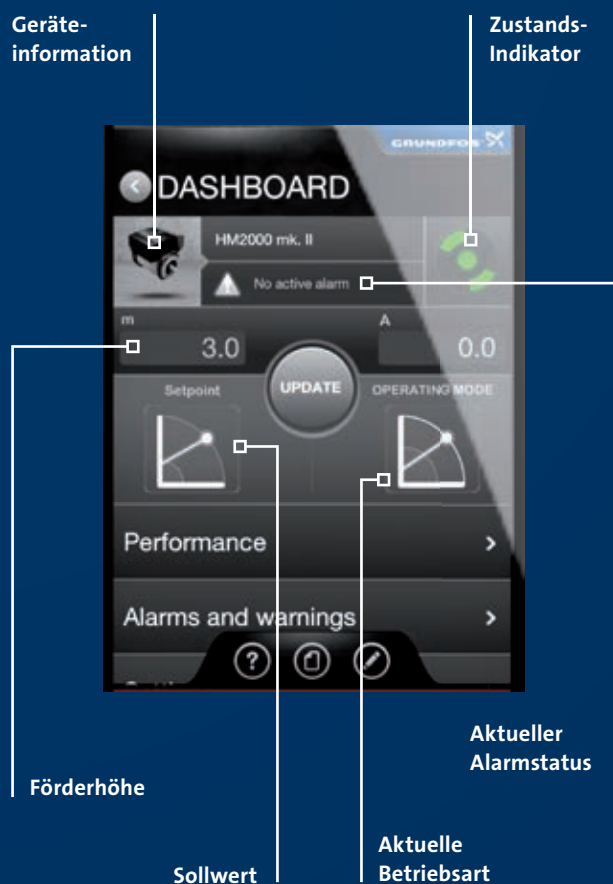 Geräte-
information
Zustands-
Indikator
GRUNDFOS
DASHBOARD
HM2000 mk. II
No active alarm
m
3.0
A
0.0
UPDATE
Setpoint
OPERATING MODE
Performance
Alarms and warnings
?
Aktueller
Alarmstatus
Förderhöhe
Aktuelle
Betriebsart
Sollwert